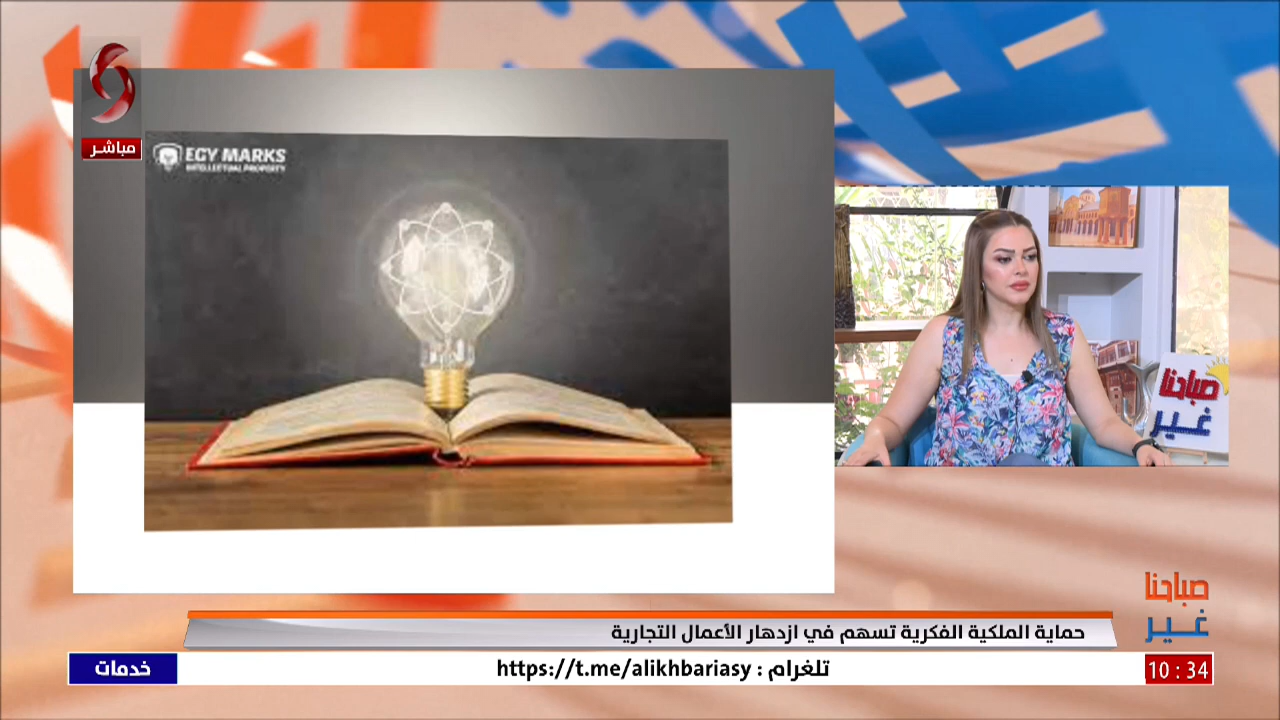 مباشر
EGY MARKS
INTELLECTUAL PROPERTY
صباحنا
غير
صباحنا
غير
حماية الملكية الفكرية تسهم في ازدهار الأعمال التجارية
خدمات
تلغرام : https://t.me/alikhbariasy
10 : 34